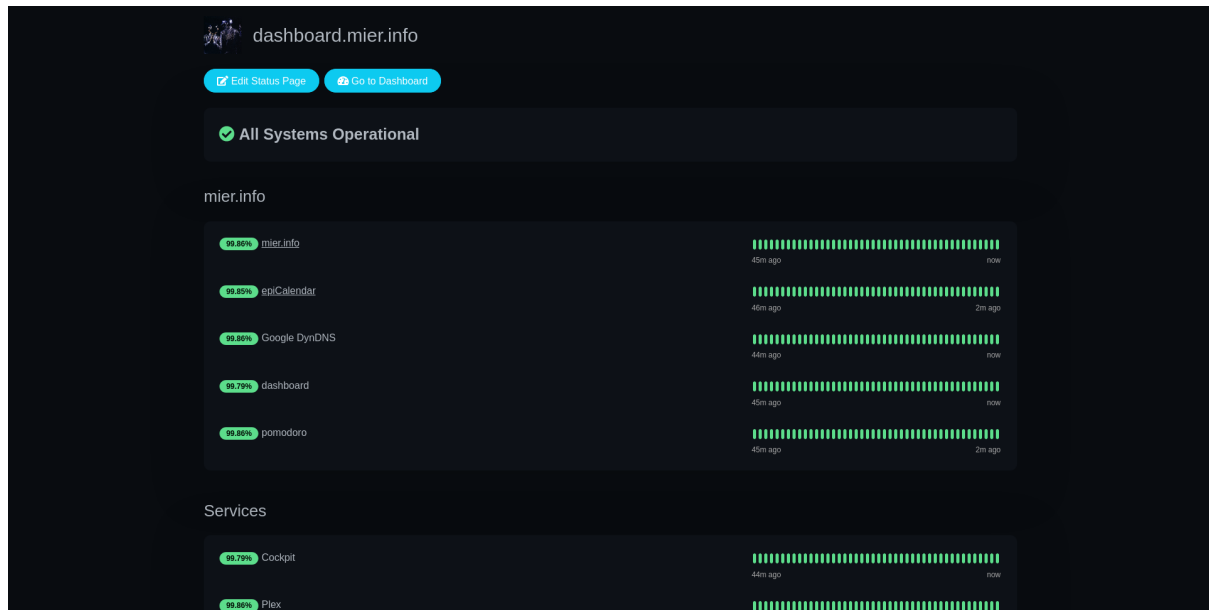 dashboard.mier.info
Edit Status Page
Go to Dashboard
All Systems Operational
mier.info
99.86% mier.info
45m ago now
99.85% epiCalendar
46m ago 2m ago
99.86% Google DynDNS
44m ago now
99.79% dashboard
45m ago now
99.86% pomodoro
45m ago 2m ago
Services
99.79% Cockpit
44m ago now
99.86% Plex